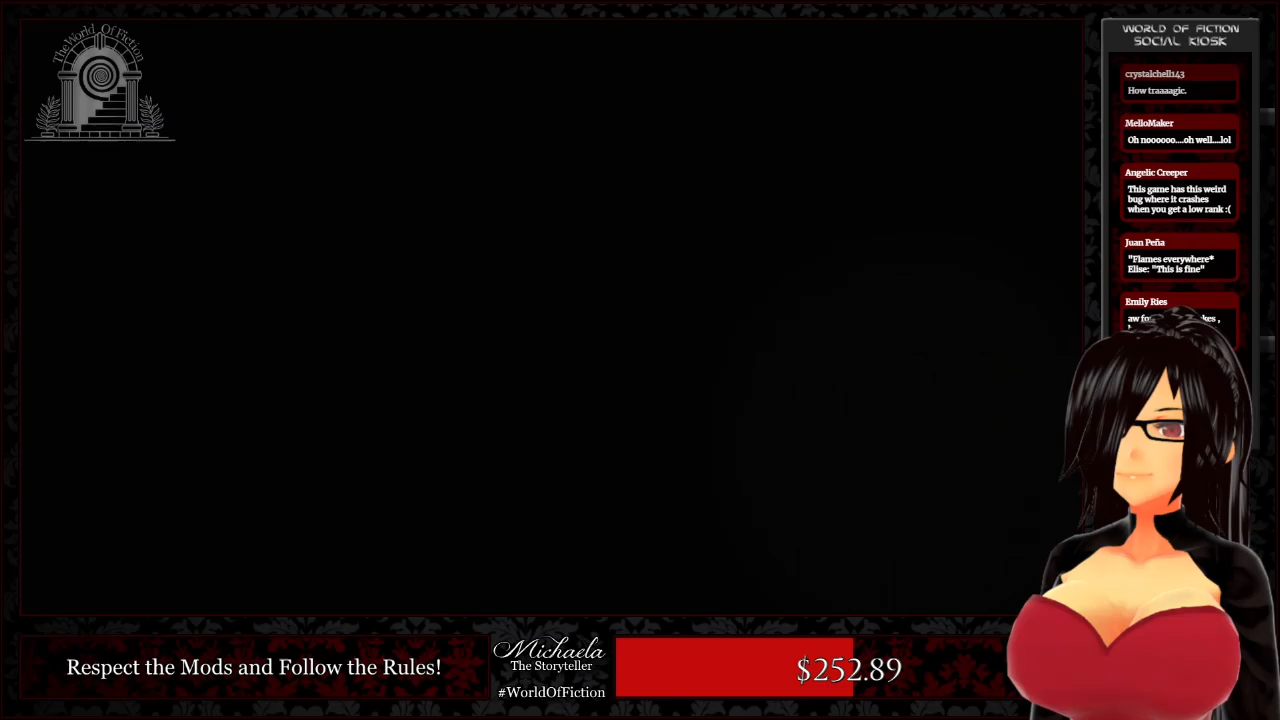 The World Of Fiction
WORLD OF FICTION
SOCIAL KIOSK
crystalchell143
How traaaagic.
MelloMaker
Oh noooooo....oh well....lol
Angelic Creeper
This game has this weird
bug where it crashes
when you get a low rank :(
Juan Peña
"Flames everywhere*
Elise: "This is fine"
Emily Ries
aw
Respect the Mods and Follow the Rules!
Michaela
The Storyteller
#WorldOfFiction
$252.89